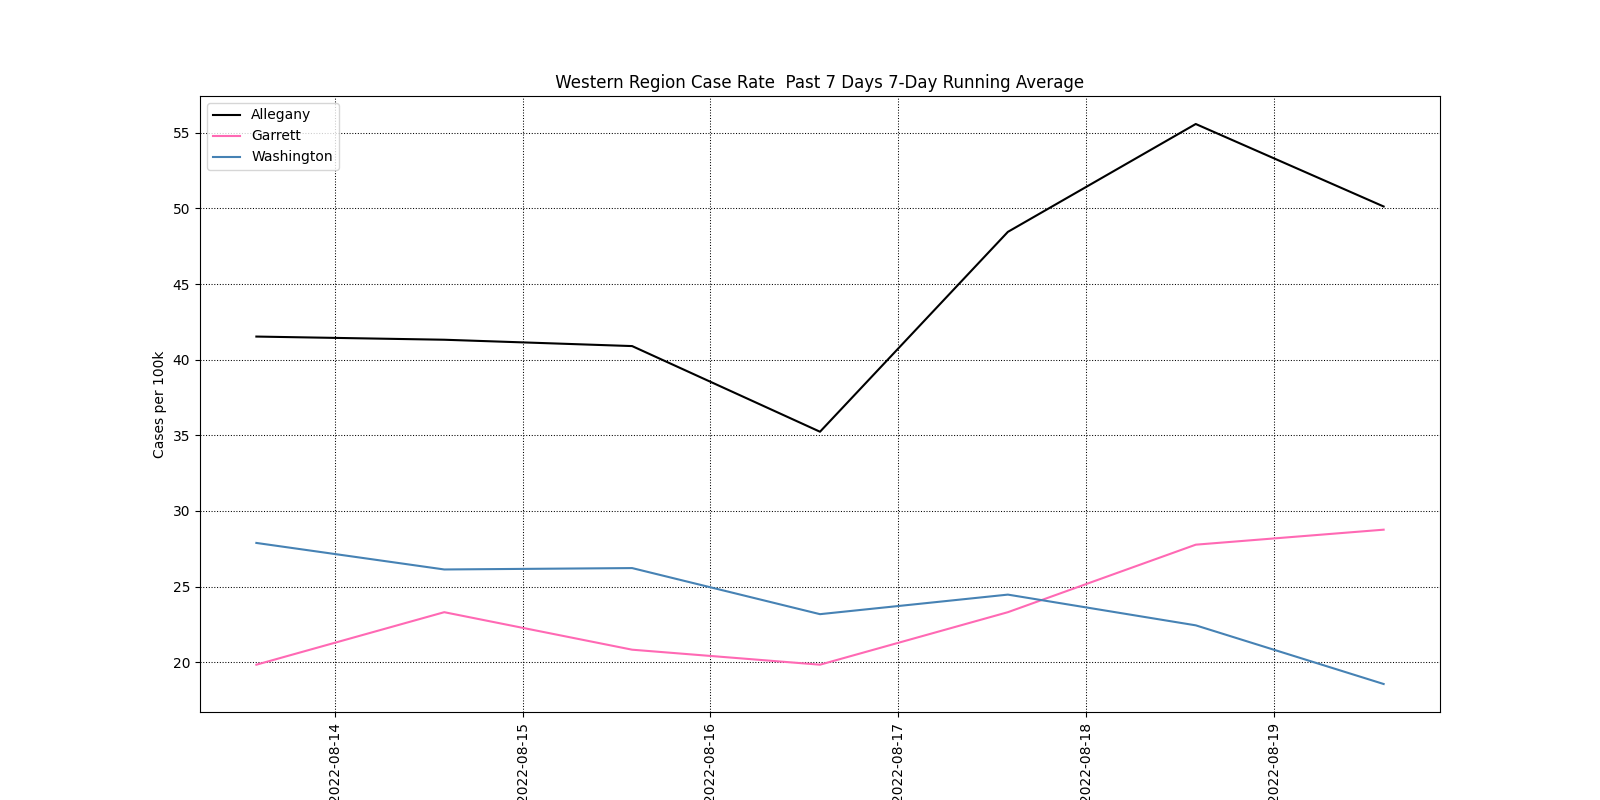 Western Region Case Rate  Past 7 Days 7-Day Running Average
Allegany
Garrett
Washington
Cases per 100k
55
50
45
40
35
30
25
20
2022-08-14
2022-08-15
2022-08-16
2022-08-17
2022-08-18
2022-08-19